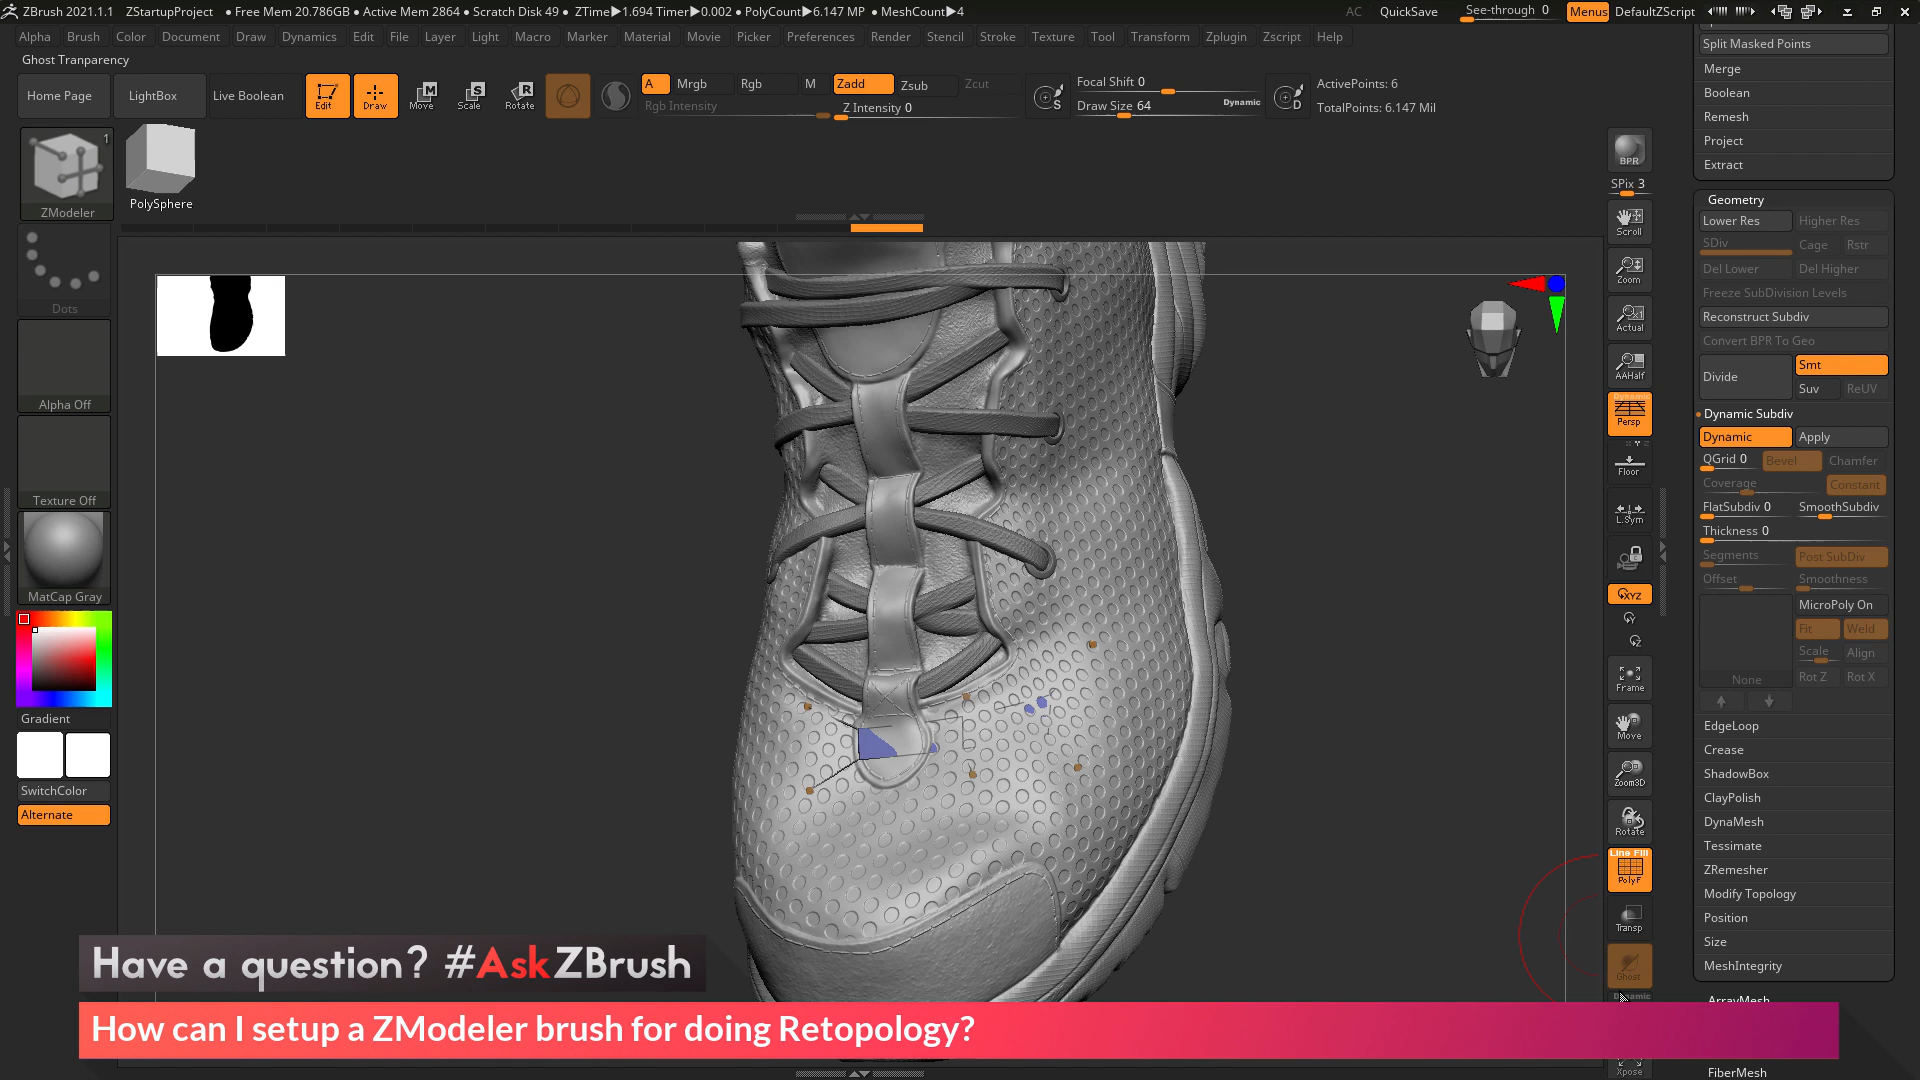 ZBrush 2021.1.1 ZStartupProject • Free Mem 20.786GB • Active Mem 2864 • Scratch Disk 49 • ZTime▶1.694 Timer▶0.002 • PolyCount▶6.147 MP • MeshCount▶4 AC QuickSave See-through 0 Menus DefaultZScript
Alpha Brush Color Document Draw Dynamics Edit File Layer Light Macro Marker Material Movie Picker Preferences Render Stencil Stroke Texture Tool Transform Zplugin Zscript Help
Ghost Tranparency
Home Page LightBox Live Boolean Edit Draw Move Scale Rotate
A Mrgb Rgb M Zadd Zsub Zcut
Rgb Intensity Z Intensity 0
Focal Shift 0
Draw Size 64 Dynamic
ActivePoints: 6
TotalPoints: 6.147 Mil
1
ZModeler
PolySphere
Dots
Alpha Off
Texture Off
MatCap Gray
Gradient
SwitchColor
Alternate
BPR
SPix 3
Scroll
Zoom
Actual
AAHalf
Dynamic
Persp
Floor
L.Sym
XYZ
Frame
Move
Zoom3D
Rotate
Line Fill
PolyF
Transp
Ghost
Dynamic
Xpose
Split Masked Points
Merge
Boolean
Remesh
Project
Extract
Geometry
Lower Res Higher Res
SDiv Cage Rstr
Del Lower Del Higher
Freeze SubDivision Levels
Reconstruct Subdiv
Convert BPR To Geo
Divide Smt
Suv ReUV
Dynamic Subdiv
Dynamic Apply
QGrid 0 Bevel Chamfer
Coverage Constant
FlatSubdiv 0 SmoothSubdiv
Thickness 0
Segments Post SubDiv
Offset Smoothness
MicroPoly On
Fit Weld
Scale Align
None Rot Z Rot X
EdgeLoop
Crease
ShadowBox
ClayPolish
DynaMesh
Tessimate
ZRemesher
Modify Topology
Position
Size
MeshIntegrity
ArrayMesh
FiberMesh
Have a question? #AskZBrush
How can I setup a ZModeler brush for doing Retopology?